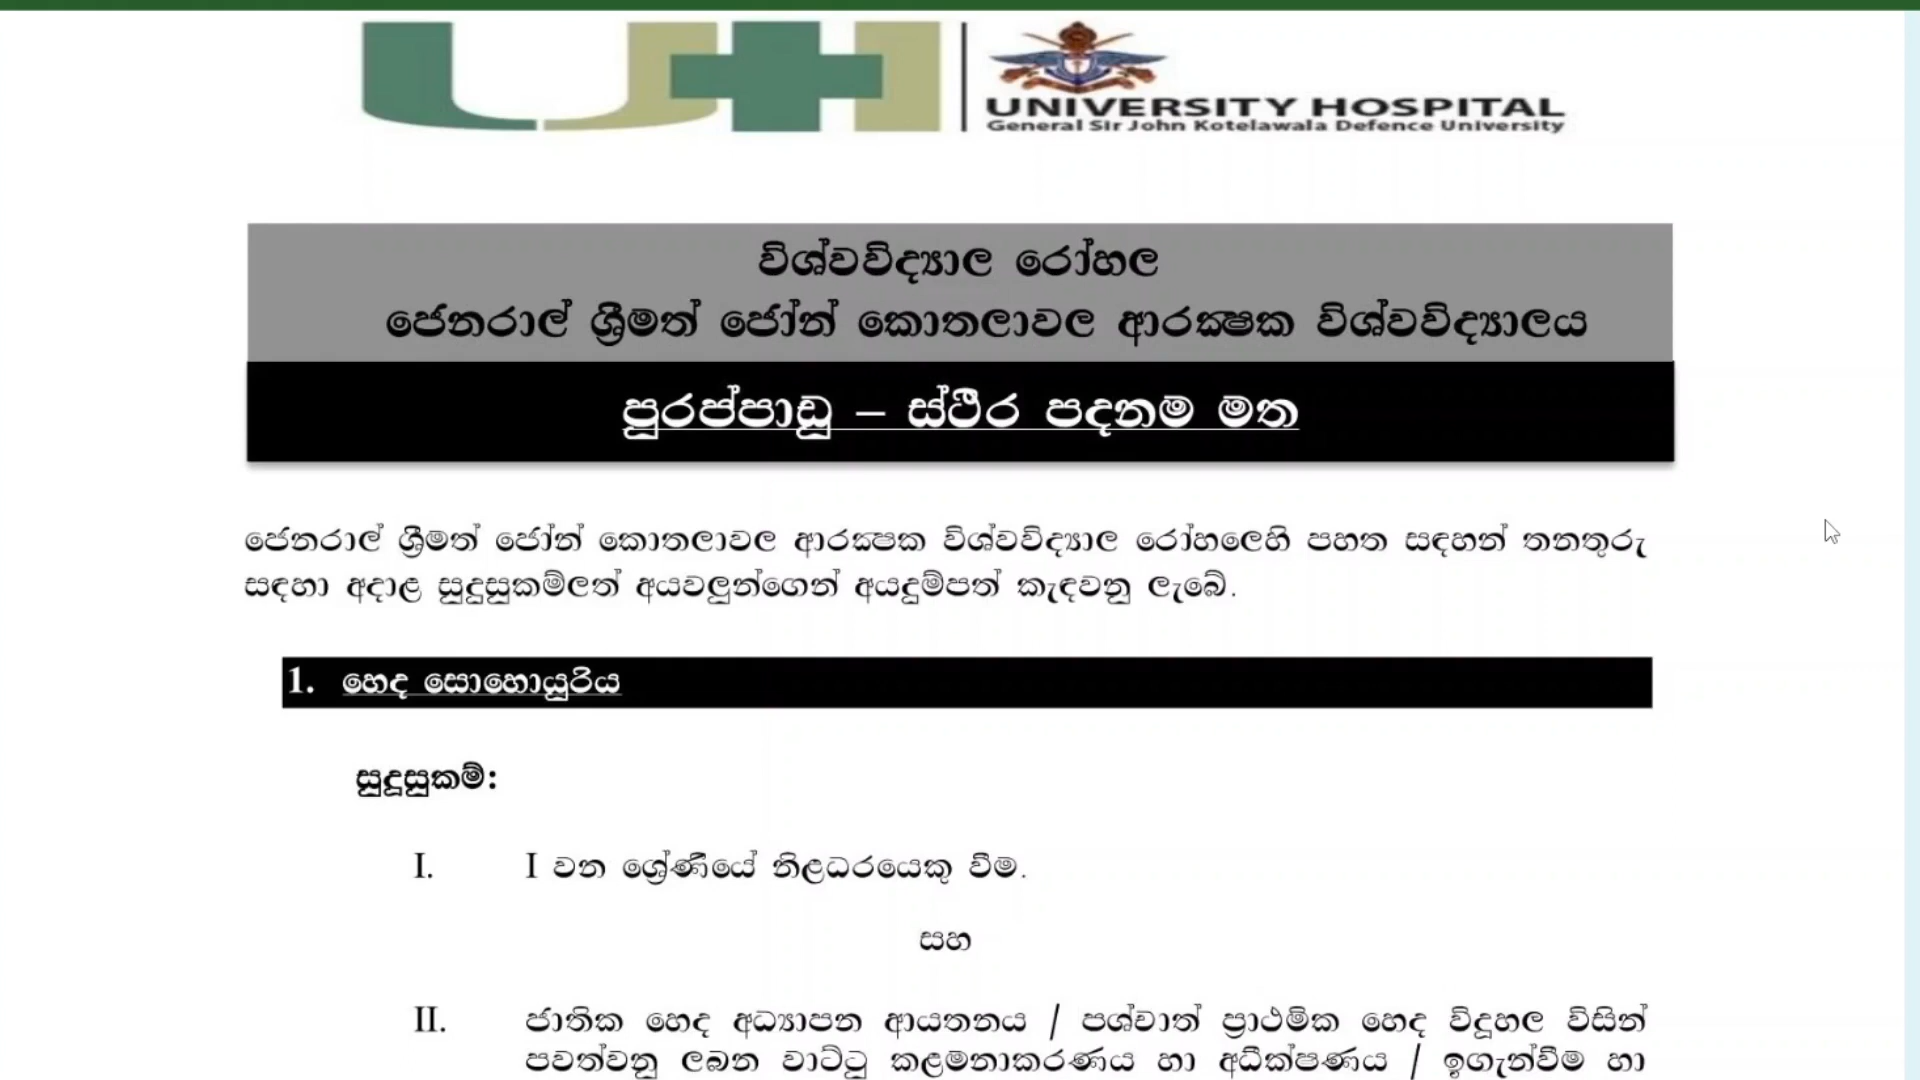 UH
UNIVERSITY HOSPITAL
General Sir John Kotelawala Defence University
විශ්වවිද්‍යාල රෝහල
ජෙනරාල් ශ්‍රීමත් ජෝන් කොතලාවල ආරක්‍ෂක විශ්වවිද්‍යාලය
පුරප්පාඩු – ස්ථිර පදනම මත
ජෙනරාල් ශ්‍රීමත් ජෝන් කොතලාවල ආරක්‍ෂක විශ්වවිද්‍යාල රෝහලෙහි පහත සඳහන් තනතුරු
සඳහා අදාළ සුදුසුකම්ලත් අයවලුන්ගෙන් අයදුම්පත් කැඳවනු ලැබේ.
1. හෙද සොහොයුරිය
සුදුසුකම්:
I. I වන ශ්‍රේණියේ නිළධරයෙකු වීම.
සහ
II. ජාතික හෙද අධ්‍යාපන ආයතනය / පශ්චාත් ප්‍රාථමික හෙද විදුහල විසින්
පවත්වනු ලබන වාට්ටු කළමනාකරණය හා අධීක්ෂණය / ඉගැන්වීම හා